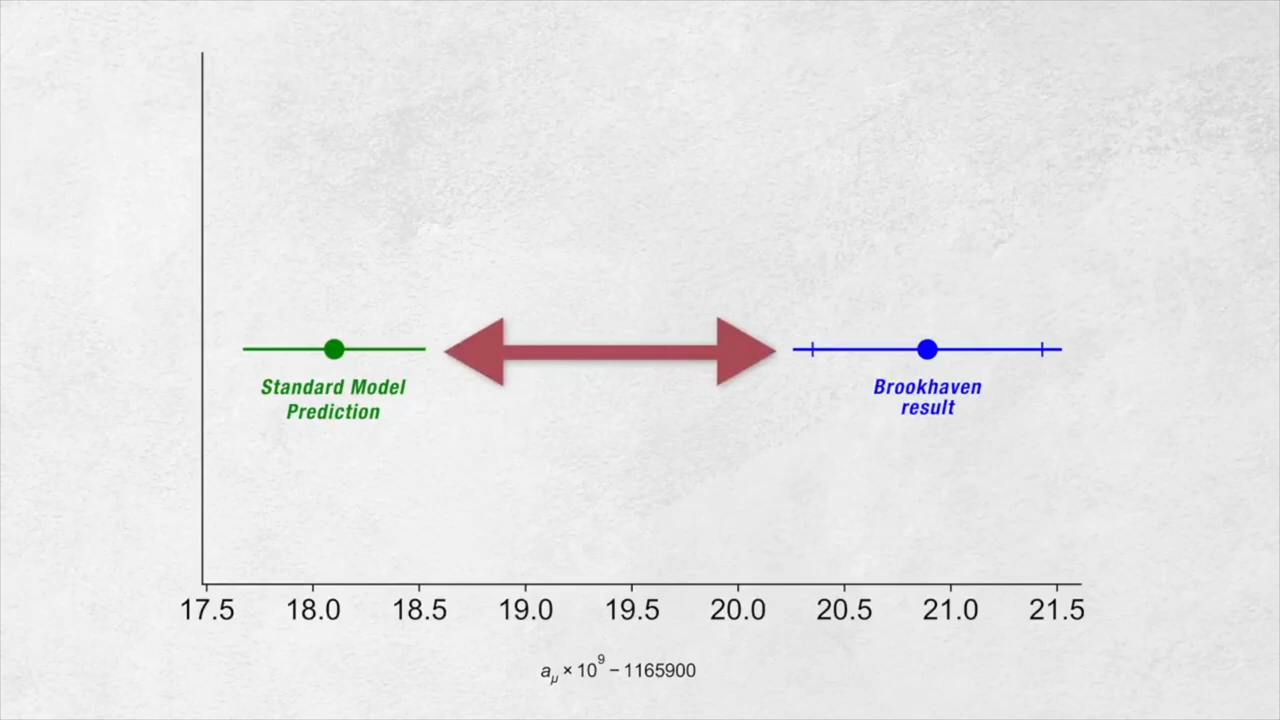 Standard Model
Prediction
Brookhaven
result
17.5 18.0 18.5 19.0 19.5 20.0 20.5 21.0 21.5
aμ × 10⁹ − 1165900